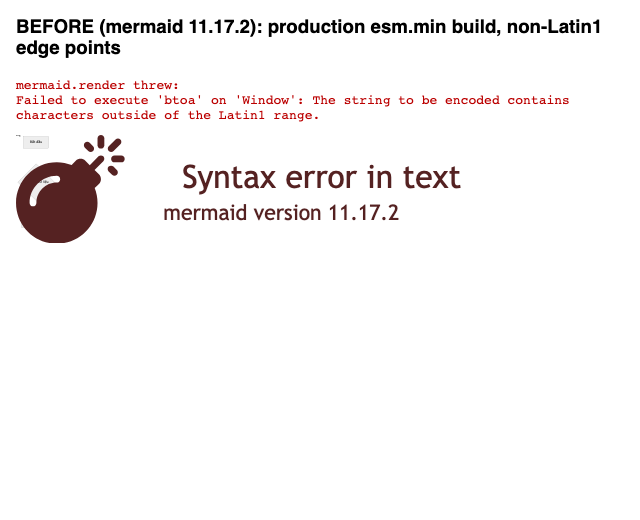 BEFORE (mermaid 11.17.2): production esm.min build, non-Latin1
edge points
mermaid.render threw:
Failed to execute 'btoa' on 'Window': The string to be encoded contains
characters outside of the Latin1 range.
Syntax error in text
mermaid version 11.17.2